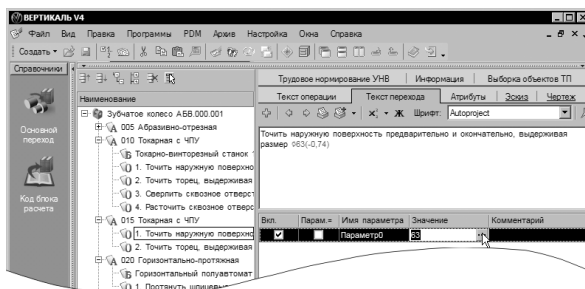 ВЕРТИКАЛЬ V4
Файл Вид Правка Программы PDM Архив Настройка Окна Справка
Создать
Справочники
Основной переход
Код блока расчета
Наименование
Зубчатое колесо АБВ.000.001
005 Абразивно-отрезная
010 Токарная с ЧПУ
Токарно-винторезный станок
1. Точить наружную поверхно
2. Точить торец, выдерживая
3. Сверлить сквозное отверст
4. Расточить сквозное отверс
015 Токарная с ЧПУ
1. Точить наружную поверхно
2. Точить торец, выдерживая
020 Горизонтально-протяжная
Горизонтальный полуавтомат
1. Протянуть шлицевые
Трудовое нормирование УНВ Информация Выборка объектов ТП
Текст операции Текст перехода Атрибуты Эскиз Чертеж
Ж Шрифт: Autoproject
Точить наружную поверхность предварительно и окончательно, выдерживая
размер ⌀63(-0,74)
Вкл. Парам.= Имя параметра Значение Комментарий
Параметр0 63 ...